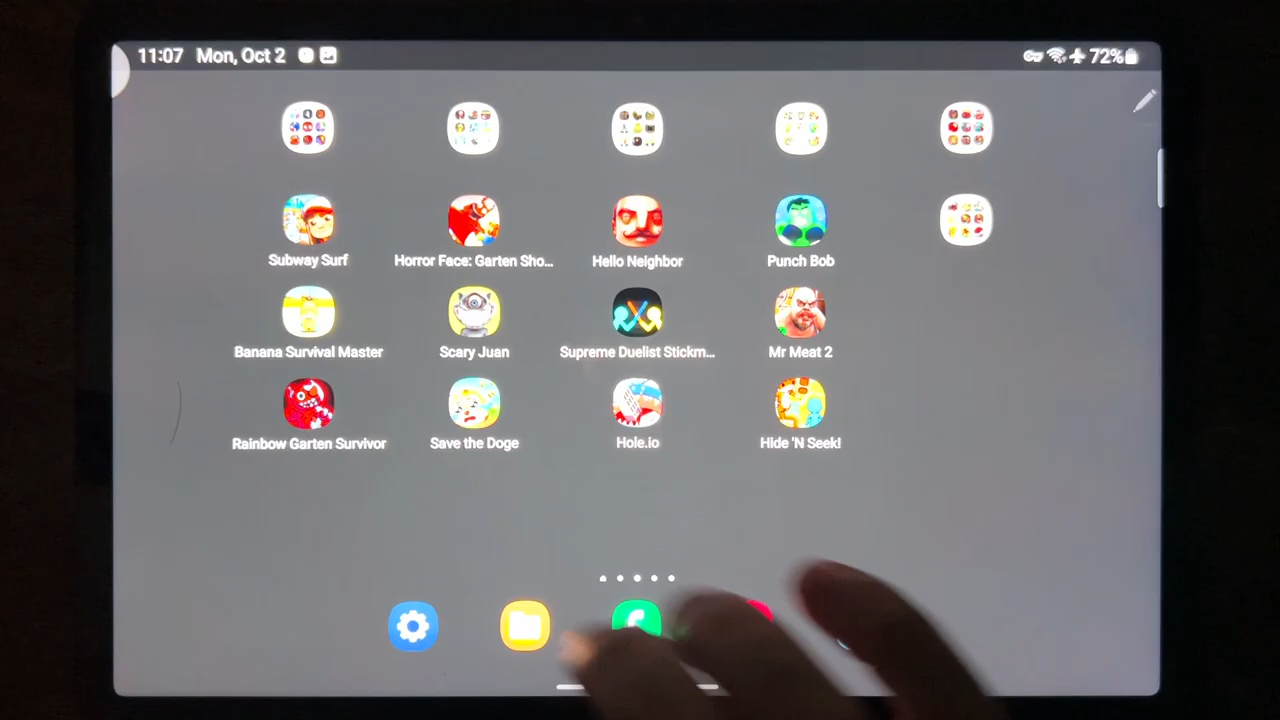 11:07 Mon, Oct 2 72%
Subway Surf Horror Face: Garten Sho... Hello Neighbor Punch Bob
Banana Survival Master Scary Juan Supreme Duelist Stickm... Mr Meat 2
Rainbow Garten Survivor Save the Doge Hole.io Hide 'N Seek!